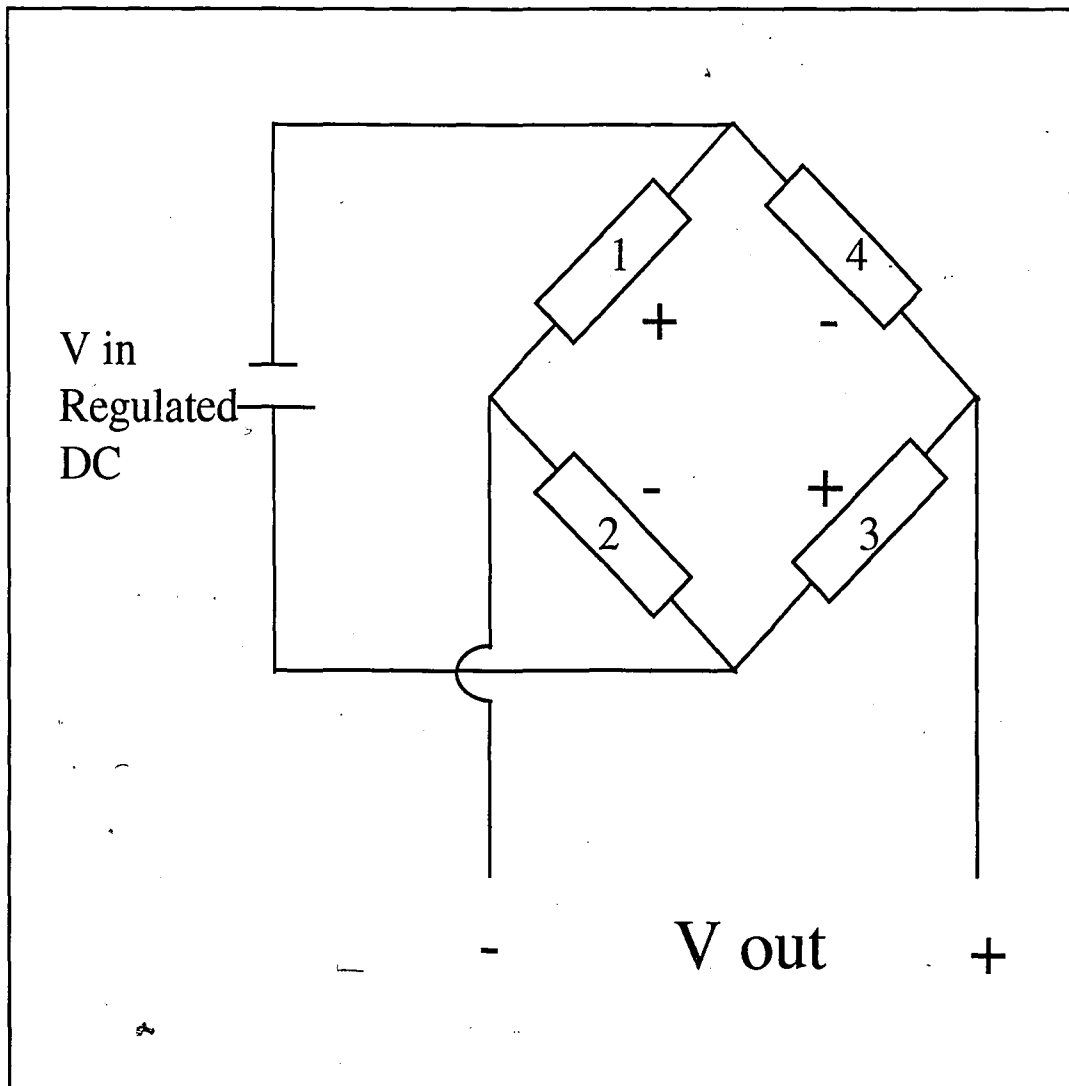 1
4
+
-
V in
Regulated
DC
-
+
2
3
-
V out
+